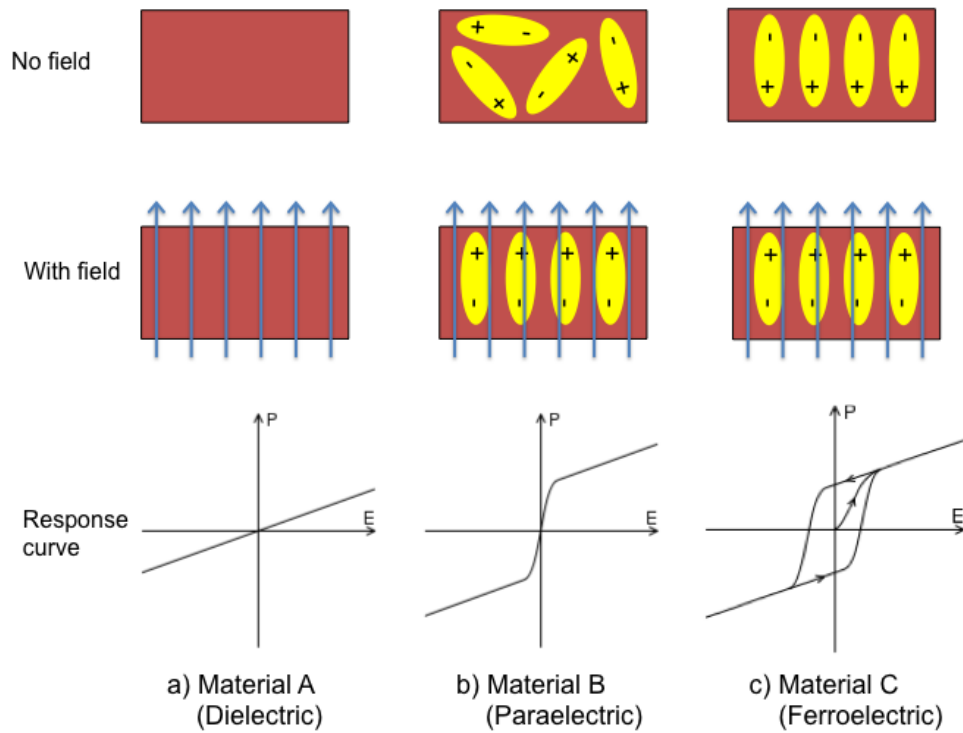 No field
+ -
- +
- +
- +
- - - -
+ + + +
With field
+ + + +
- - - -
+ + + +
- - - -
Response
curve
P
E
P
E
P
E
a) Material A
(Dielectric)
b) Material B
(Paraelectric)
c) Material C
(Ferroelectric)